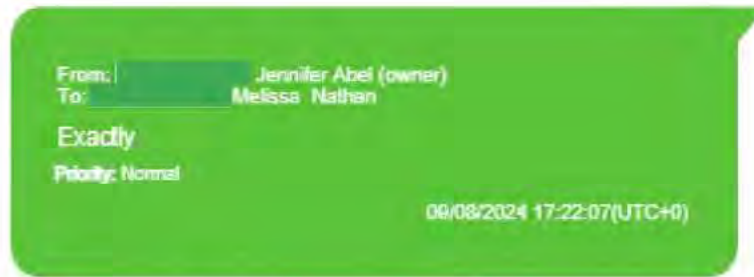 From: Jennifer Abel (owner)
To: Melissa Nathan
Exactly
Priority: Normal
09/08/2024 17:22:07(UTC+0)